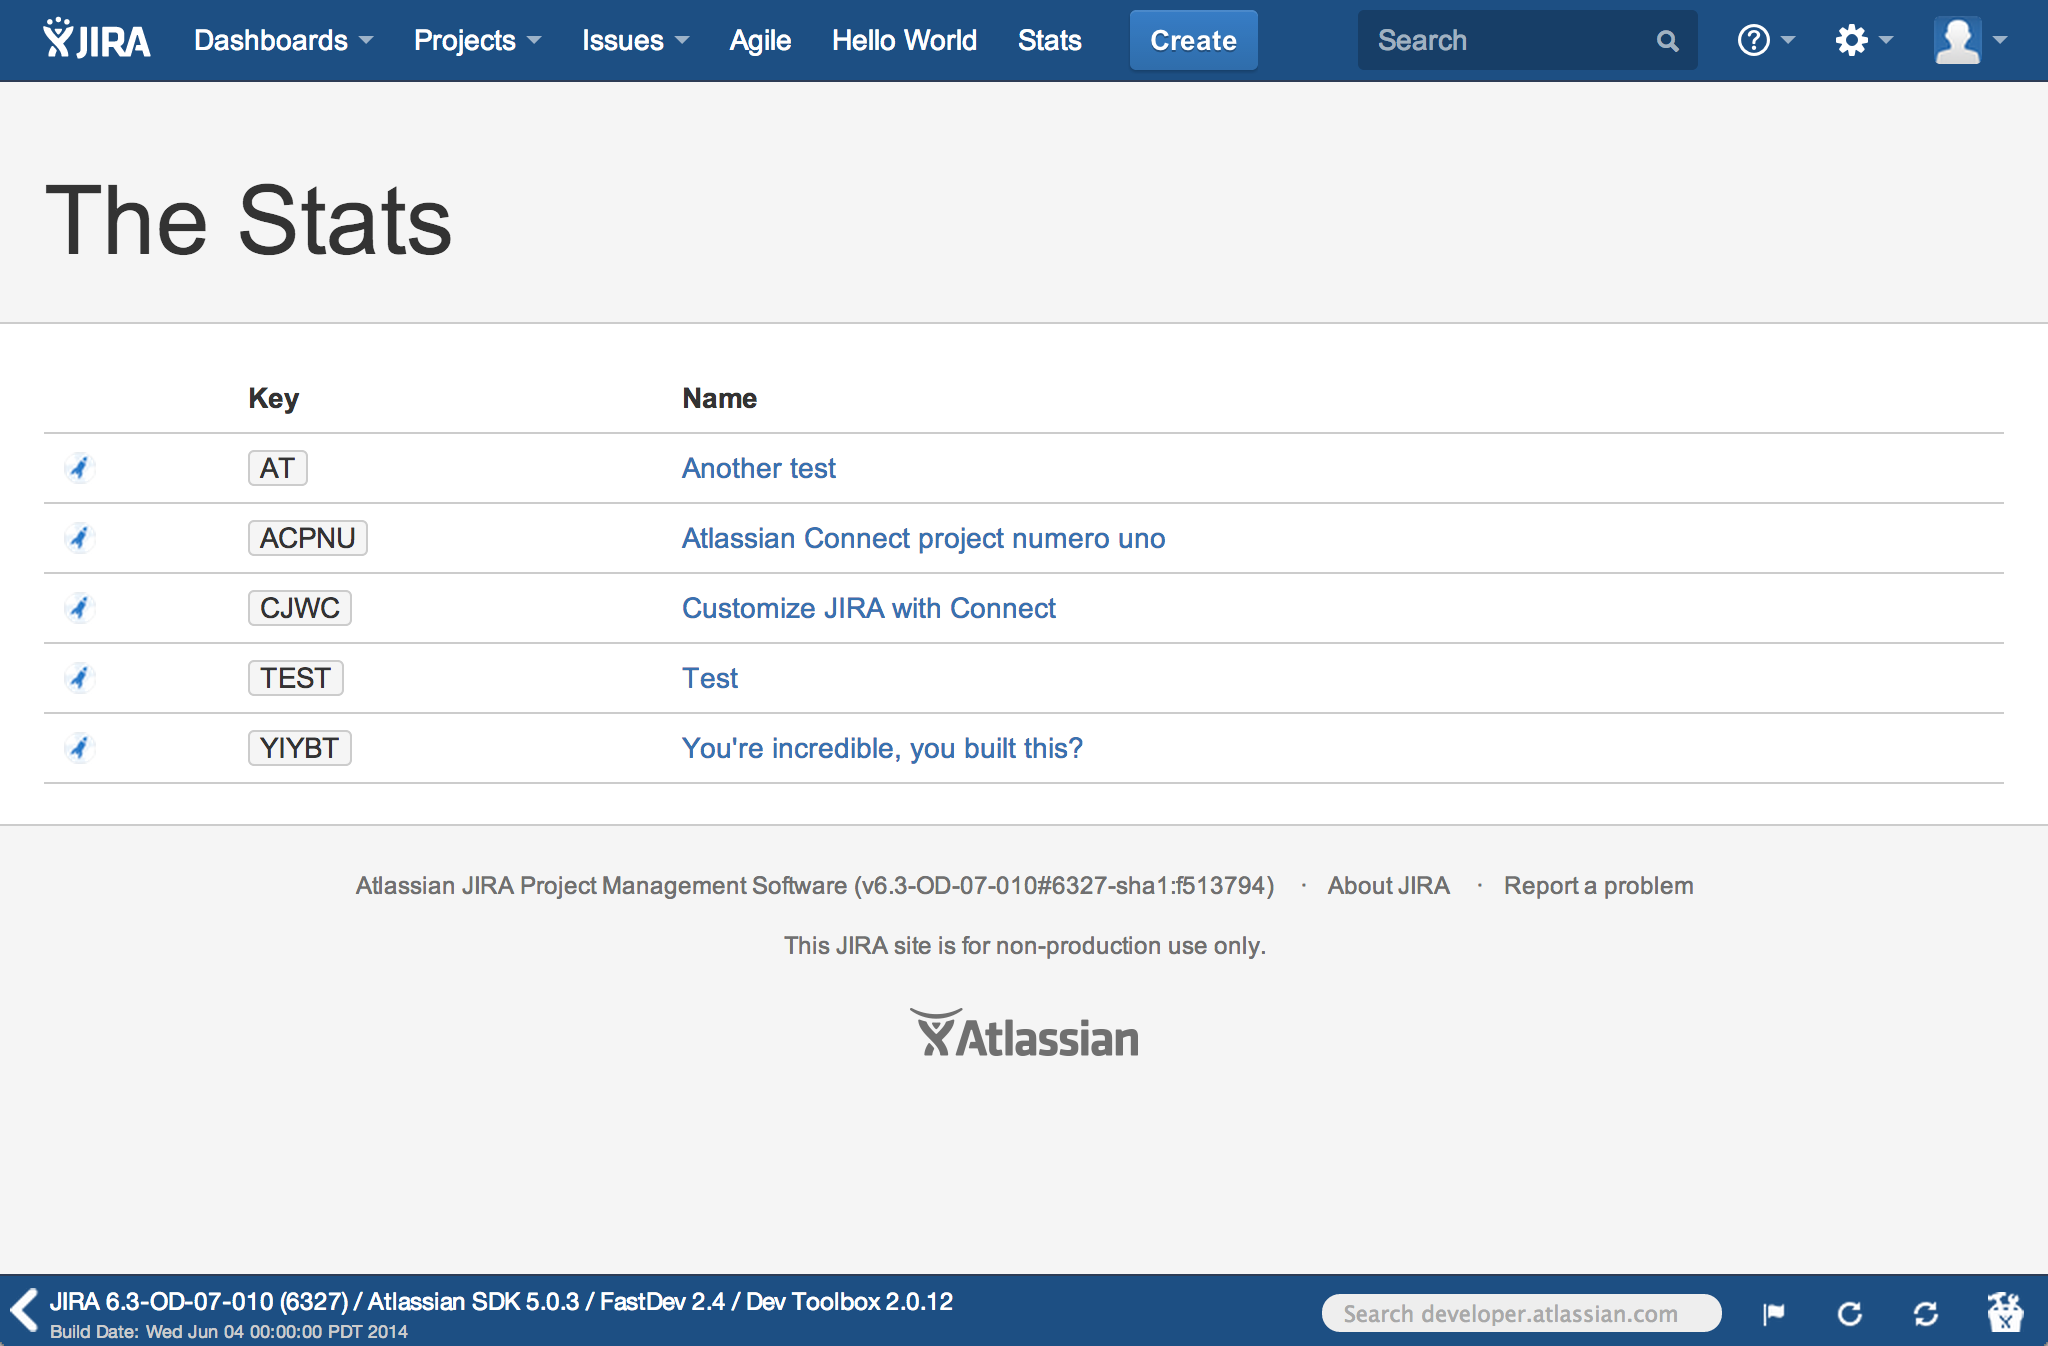 JIRA Dashboards Projects Issues Agile Hello World Stats Create Search
The Stats
Key Name
AT Another test
ACPNU Atlassian Connect project numero uno
CJWC Customize JIRA with Connect
TEST Test
YIYBT You're incredible, you built this?
Atlassian JIRA Project Management Software (v6.3-OD-07-010#6327-sha1:f513794) · About JIRA · Report a problem
This JIRA site is for non-production use only.
Atlassian
JIRA 6.3-OD-07-010 (6327) / Atlassian SDK 5.0.3 / FastDev 2.4 / Dev Toolbox 2.0.12
Build Date: Wed Jun 04 00:00:00 PDT 2014
Search developer.atlassian.com